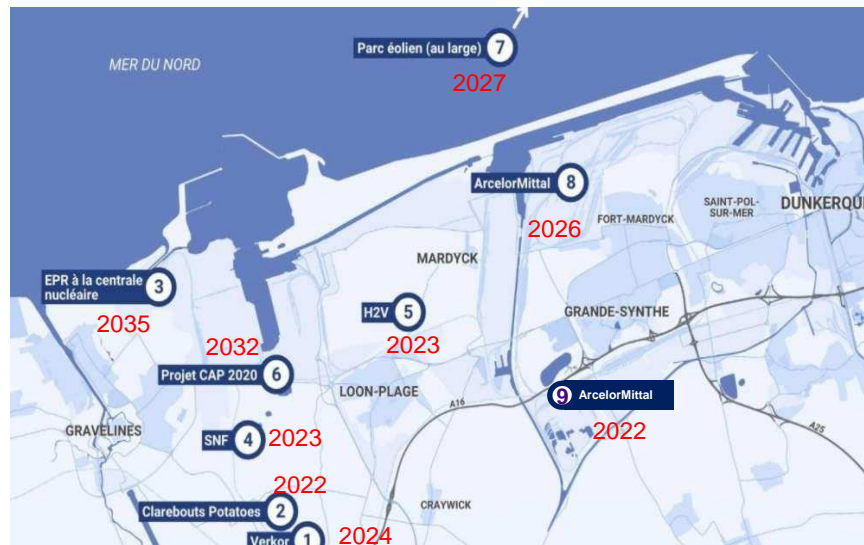 Parc éolien (au large) 7
MER DU NORD
2027
ArcelorMittal 8
SAINT-POL-
SUR-MER
DUNKERQU
FORT-MARDYCK
2026
MARDYCK
EPR à la centrale
nucléaire 3
2035
H2V 5
GRANDE-SYNTHE
2032
2023
Projet CAP 2020 6
LOON-PLAGE
A16
9 ArcelorMittal
GRAVELINES
SNF 4
2023
2022
A25
2022
Clarebouts Potatoes 2
CRAYWICK
Verkor 1
2024